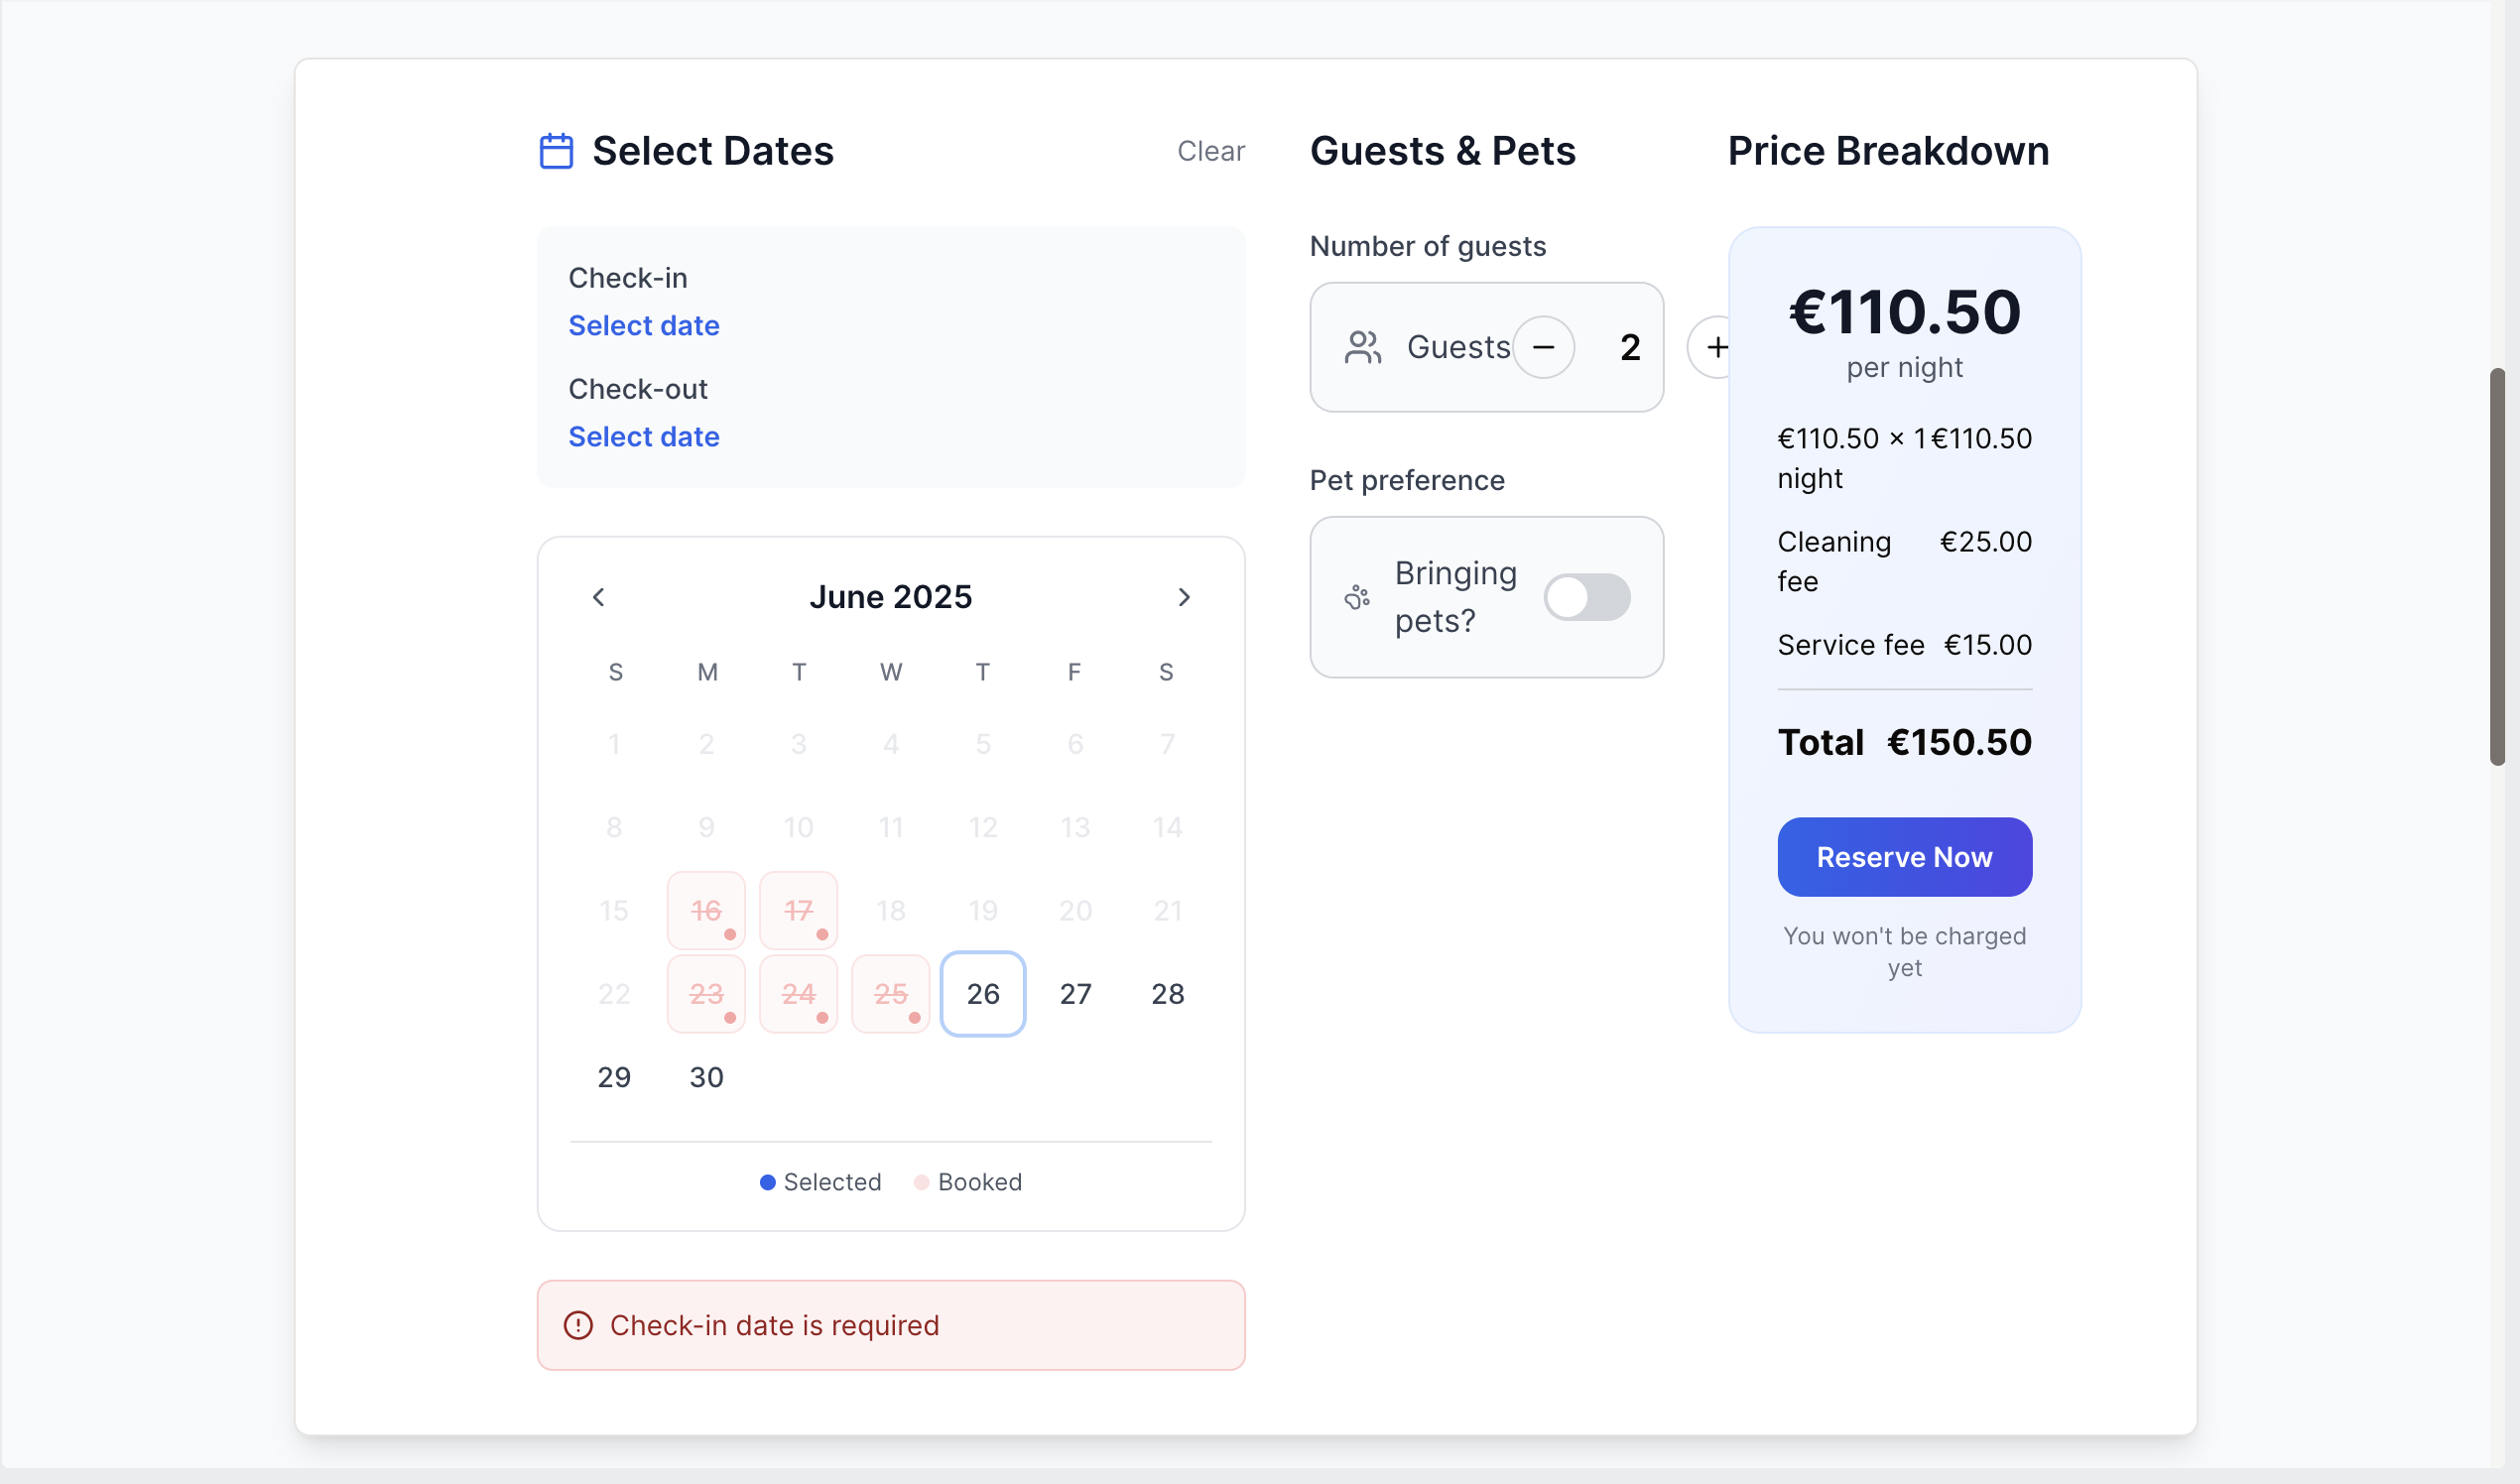 Select Dates
Clear
Check-in
Select date
Check-out
Select date
June 2025
S M T W T F S
1 2 3 4 5 6 7
8 9 10 11 12 13 14
15 16 17 18 19 20 21
22 23 24 25 26 27 28
29 30
Selected Booked
Check-in date is required
Guests & Pets
Number of guests
Guests − 2 +
Pet preference
Bringing
pets?
Price Breakdown
€110.50
per night
€110.50 × 1 €110.50
night
Cleaning €25.00
fee
Service fee €15.00
Total €150.50
Reserve Now
You won't be charged
yet